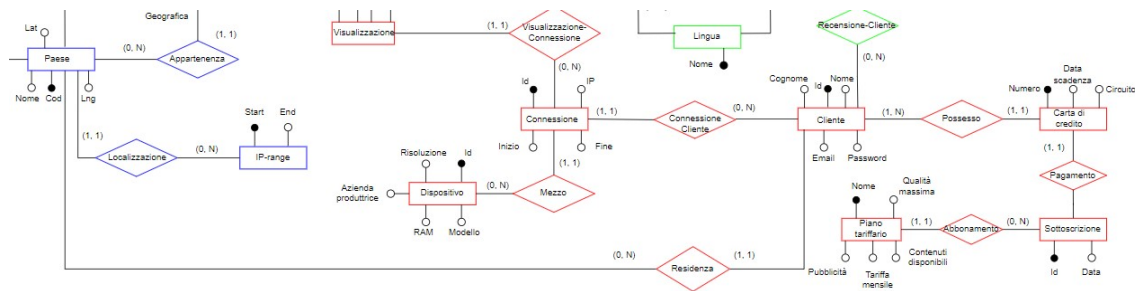 Geografica
Lat
(0, N)
(1, 1)
Paese
Appartenenza
Nome
Cod
Lng
(1, 1)
Start
End
Localizzazione
(0, N)
IP-range
Visualizzazione
(1, 1)
Visualizzazione-
Connessione
(0, N)
Id
IP
Connessione
(1, 1)
Inizio
Fine
Connessione
Cliente
(0, N)
(1, 1)
Risoluzione
Id
Azienda
produttrice
Dispositivo
(0, N)
Mezzo
RAM
Modello
Lingua
Nome
Recensione-Cliente
(0, N)
Cognome
Id
Nome
Cliente
(1, N)
Email
Password
Possesso
(1, 1)
Numero
Data
scadenza
Circuito
Carta di
credito
(1, 1)
Pagamento
Nome
Qualità
massima
Piano
tariffario
(1, 1)
Abbonamento
(0, N)
Sottoscrizione
Pubblicità
Tariffa
mensile
Contenuti
disponibili
Id
Data
(0, N)
Residenza
(1, 1)